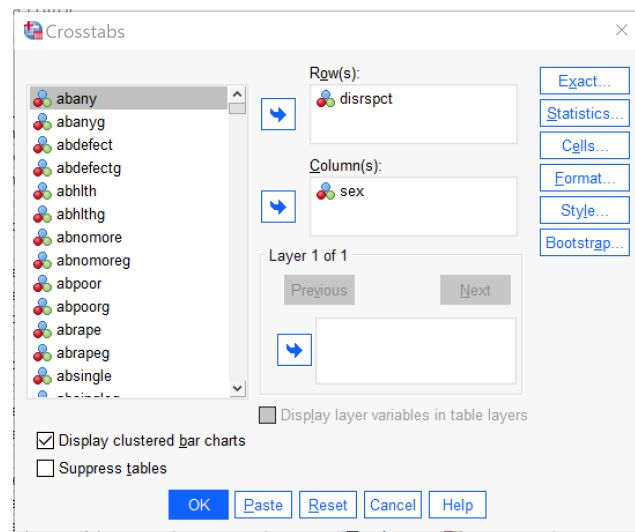 Crosstabs
abany
abanyg
abdefect
abdefectg
abhlth
abhlthg
abnomore
abnomoreg
abpoor
abpoorg
abrape
abrapeg
absingle
Row(s):
disrspct
Column(s):
sex
Layer 1 of 1
Previous
Next
Display layer variables in table layers
Exact...
Statistics...
Cells...
Format...
Style...
Bootstrap...
Display clustered bar charts
Suppress tables
OK
Paste
Reset
Cancel
Help